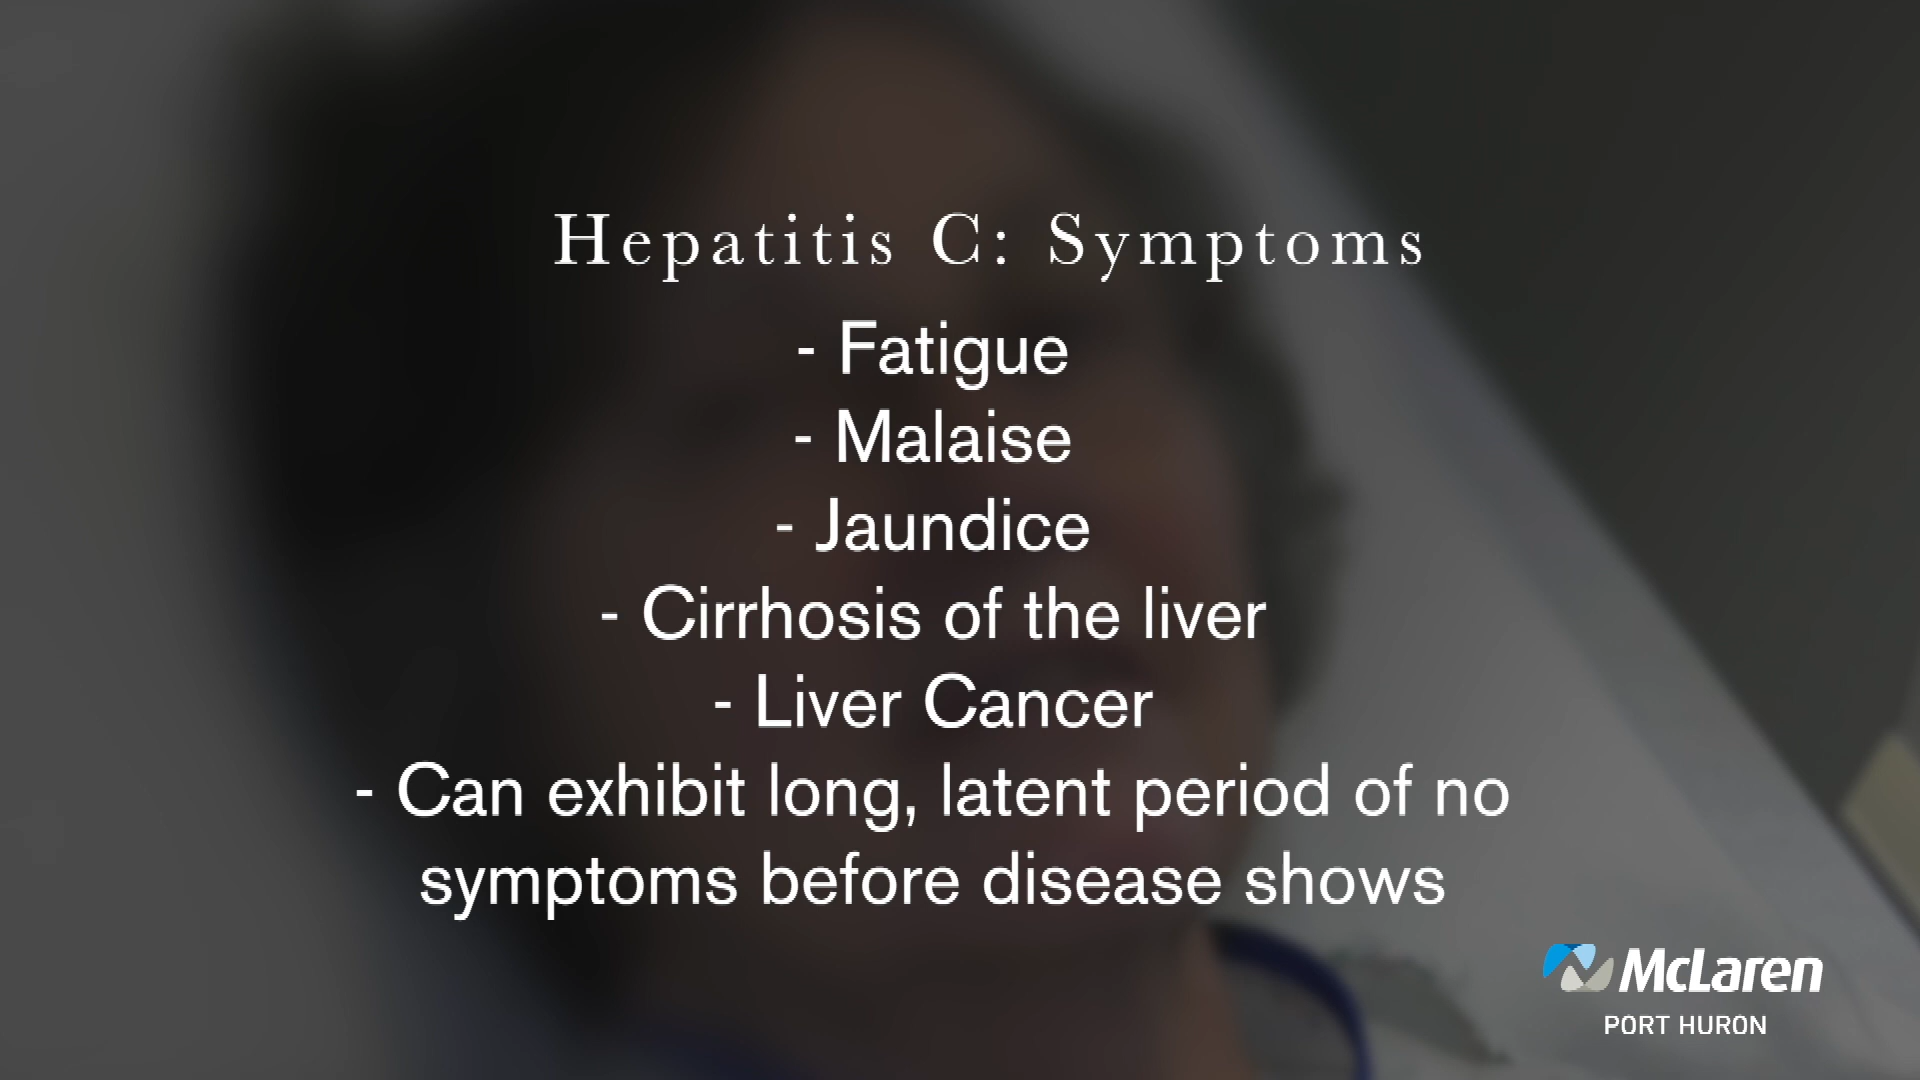 Hepatitis C: Symptoms
- Fatigue
- Malaise
- Jaundice
- Cirrhosis of the liver
- Liver Cancer
- Can exhibit long, latent period of no
symptoms before disease shows
McLaren
PORT HURON